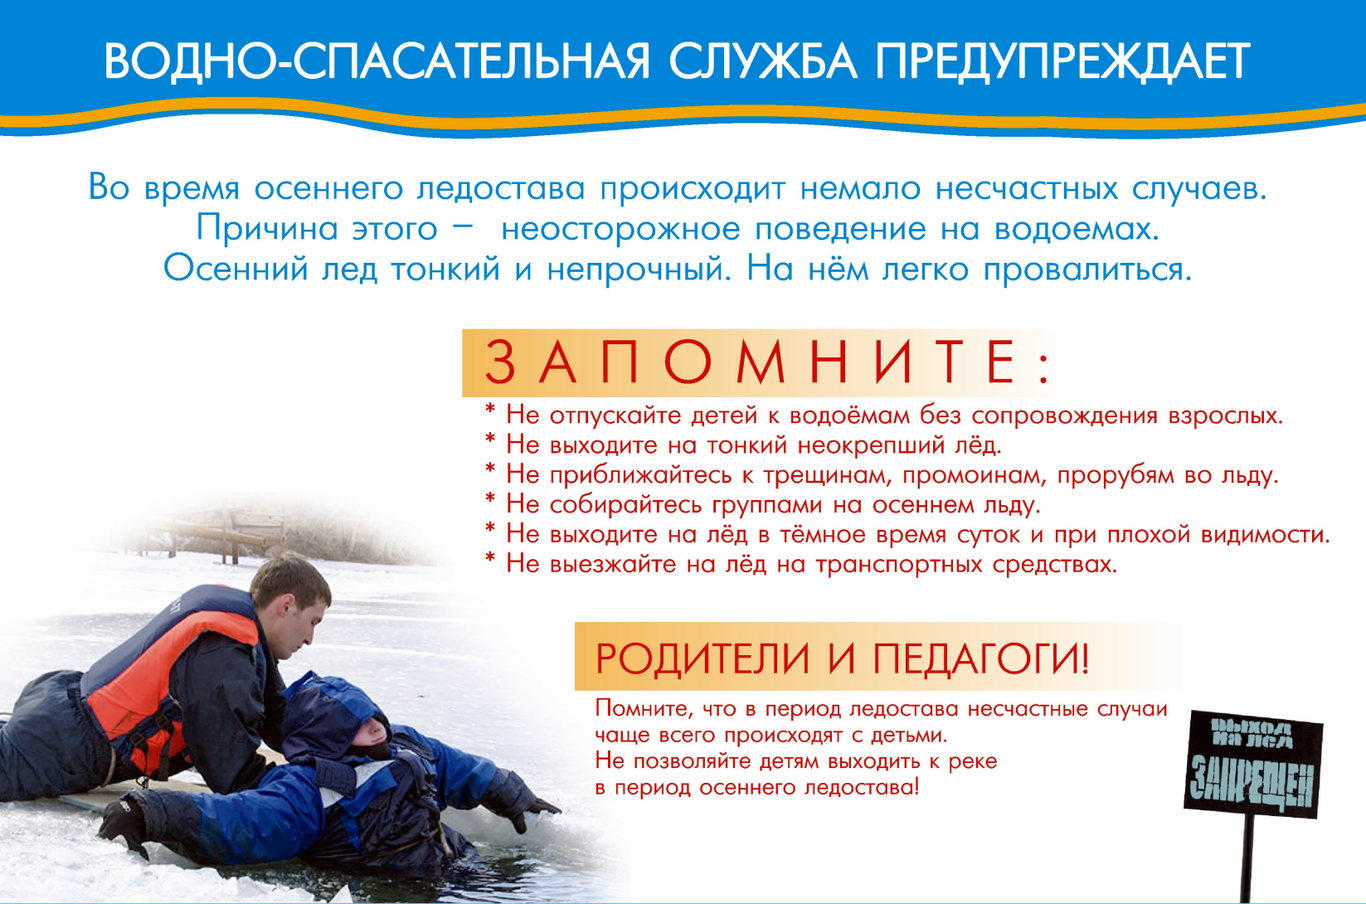 ВОДНО-СПАСАТЕЛЬНАЯ СЛУЖБА ПРЕДУПРЕЖДАЕТ
Во время осеннего ледостава происходит немало несчастных случаев.
Причина этого – неосторожное поведение на водоемах.
Осенний лед тонкий и непрочный. На нём легко провалиться.
ЗАПОМНИТЕ:
* Не отпускайте детей к водоёмам без сопровождения взрослых.
* Не выходите на тонкий неокрепший лёд.
* Не приближайтесь к трещинам, промоинам, прорубям во льду.
* Не собирайтесь группами на осеннем льду.
* Не выходите на лёд в тёмное время суток и при плохой видимости.
* Не выезжайте на лёд на транспортных средствах.
РОДИТЕЛИ И ПЕДАГОГИ!
Помните, что в период ледостава несчастные случаи
чаще всего происходят с детьми.
Не позволяйте детям выходить к реке
в период осеннего ледостава!
ВЫХОД
НА ЛЕД
ЗАПРЕЩЕН